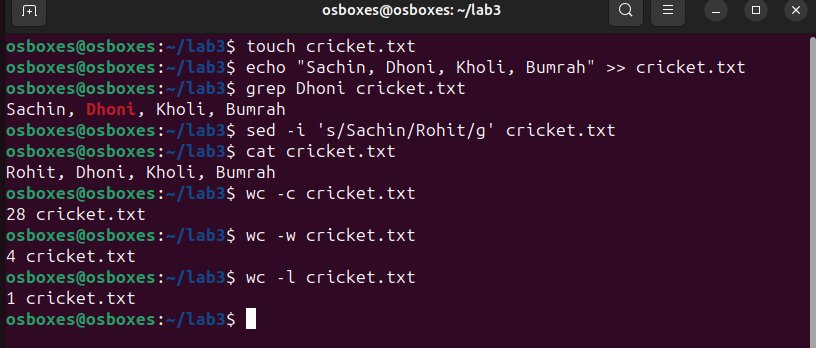 osboxes@osboxes: ~/lab3
osboxes@osboxes:~/lab3$ touch cricket.txt
osboxes@osboxes:~/lab3$ echo "Sachin, Dhoni, Kholi, Bumrah" >> cricket.txt
osboxes@osboxes:~/lab3$ grep Dhoni cricket.txt
Sachin, Dhoni, Kholi, Bumrah
osboxes@osboxes:~/lab3$ sed -i 's/Sachin/Rohit/g' cricket.txt
osboxes@osboxes:~/lab3$ cat cricket.txt
Rohit, Dhoni, Kholi, Bumrah
osboxes@osboxes:~/lab3$ wc -c cricket.txt
28 cricket.txt
osboxes@osboxes:~/lab3$ wc -w cricket.txt
4 cricket.txt
osboxes@osboxes:~/lab3$ wc -l cricket.txt
1 cricket.txt
osboxes@osboxes:~/lab3$